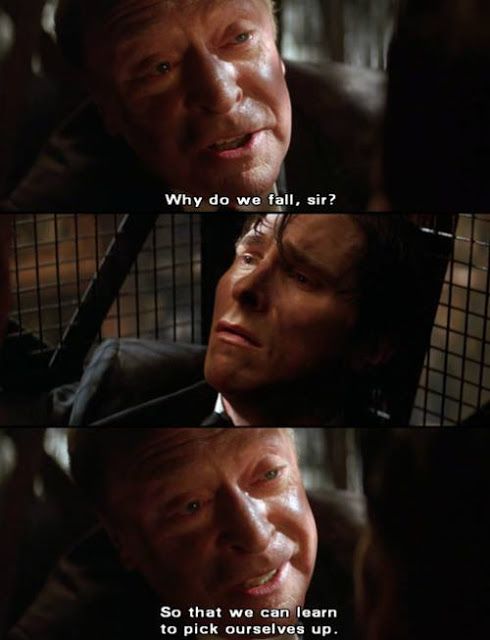 Why do we fall, sir?
So that we can learn
to pick ourselves up.